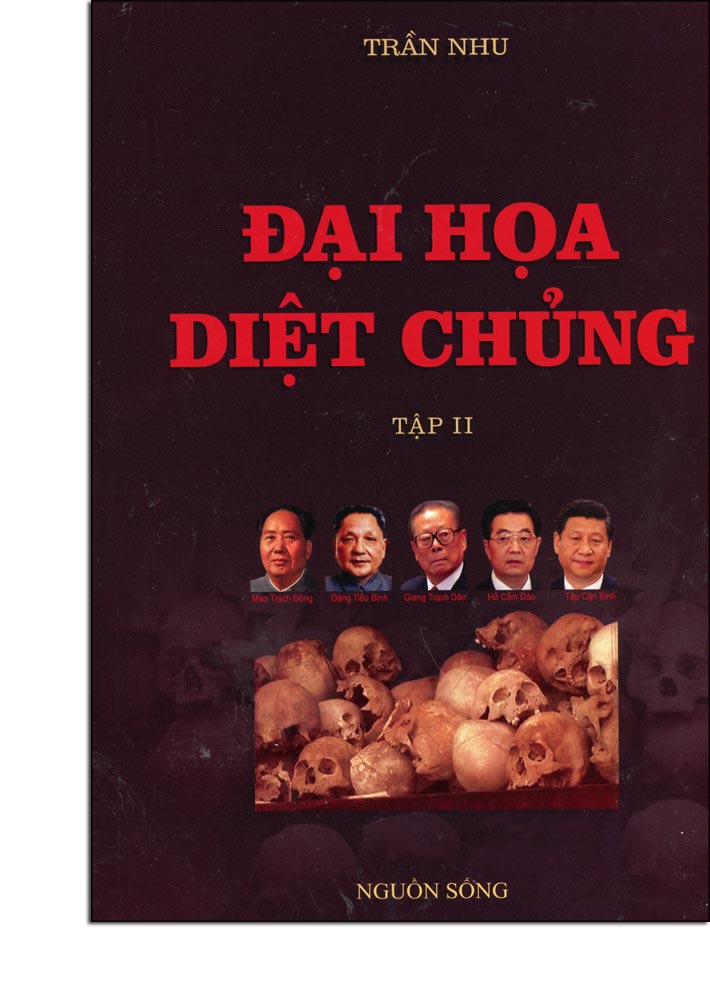 TRẦN NHU
ĐẠI HỌA
DIỆT CHỦNG
TẬP II
Mao Trạch Đông Đặng Tiểu Bình Giang Trạch Dân Hồ Cẩm Đào Tập Cận Bình
NGUỒN SỐNG